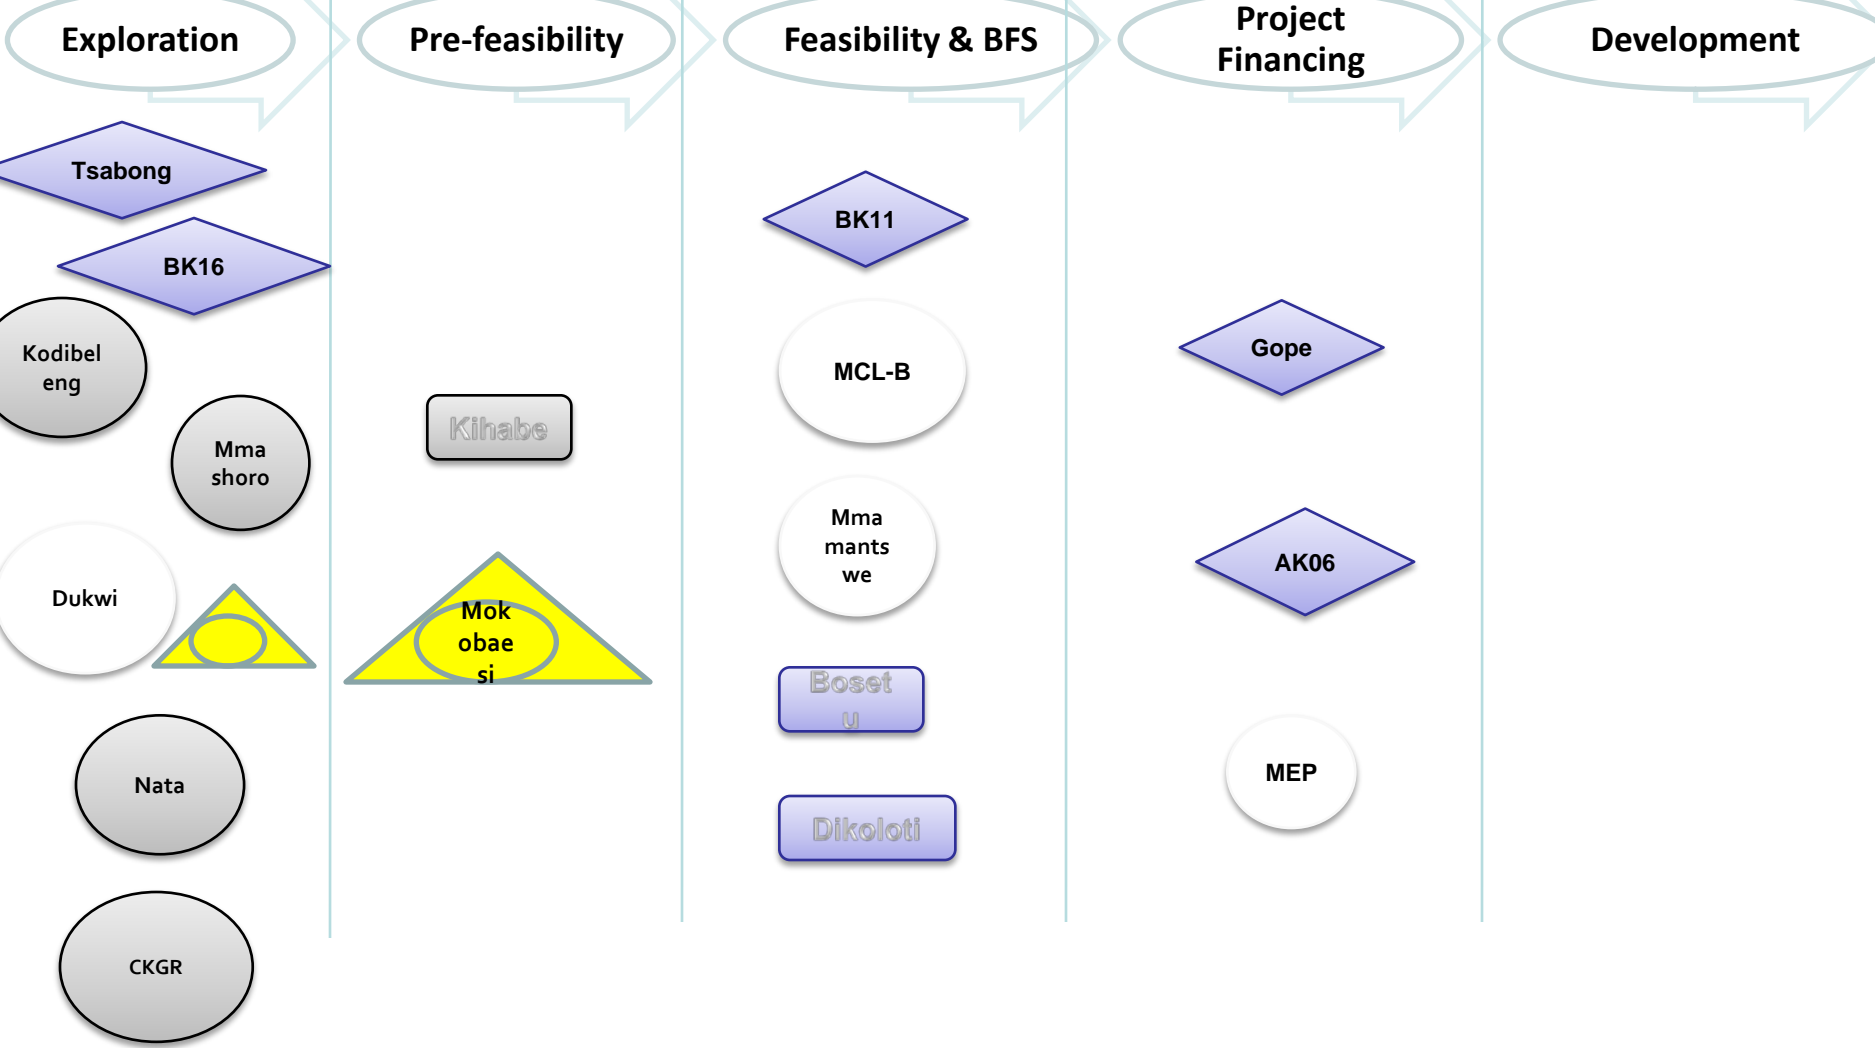 Exploration
Pre-feasibility
Feasibility & BFS
Project
Financing
Development
Tsabong
BK16
Kodibel
eng
Mma
shoro
Dukwi
Nata
CKGR
Kihabe
Mok
obae
si
BK11
MCL-B
Mma
mants
we
Boset
u
Dikoloti
Gope
AK06
MEP